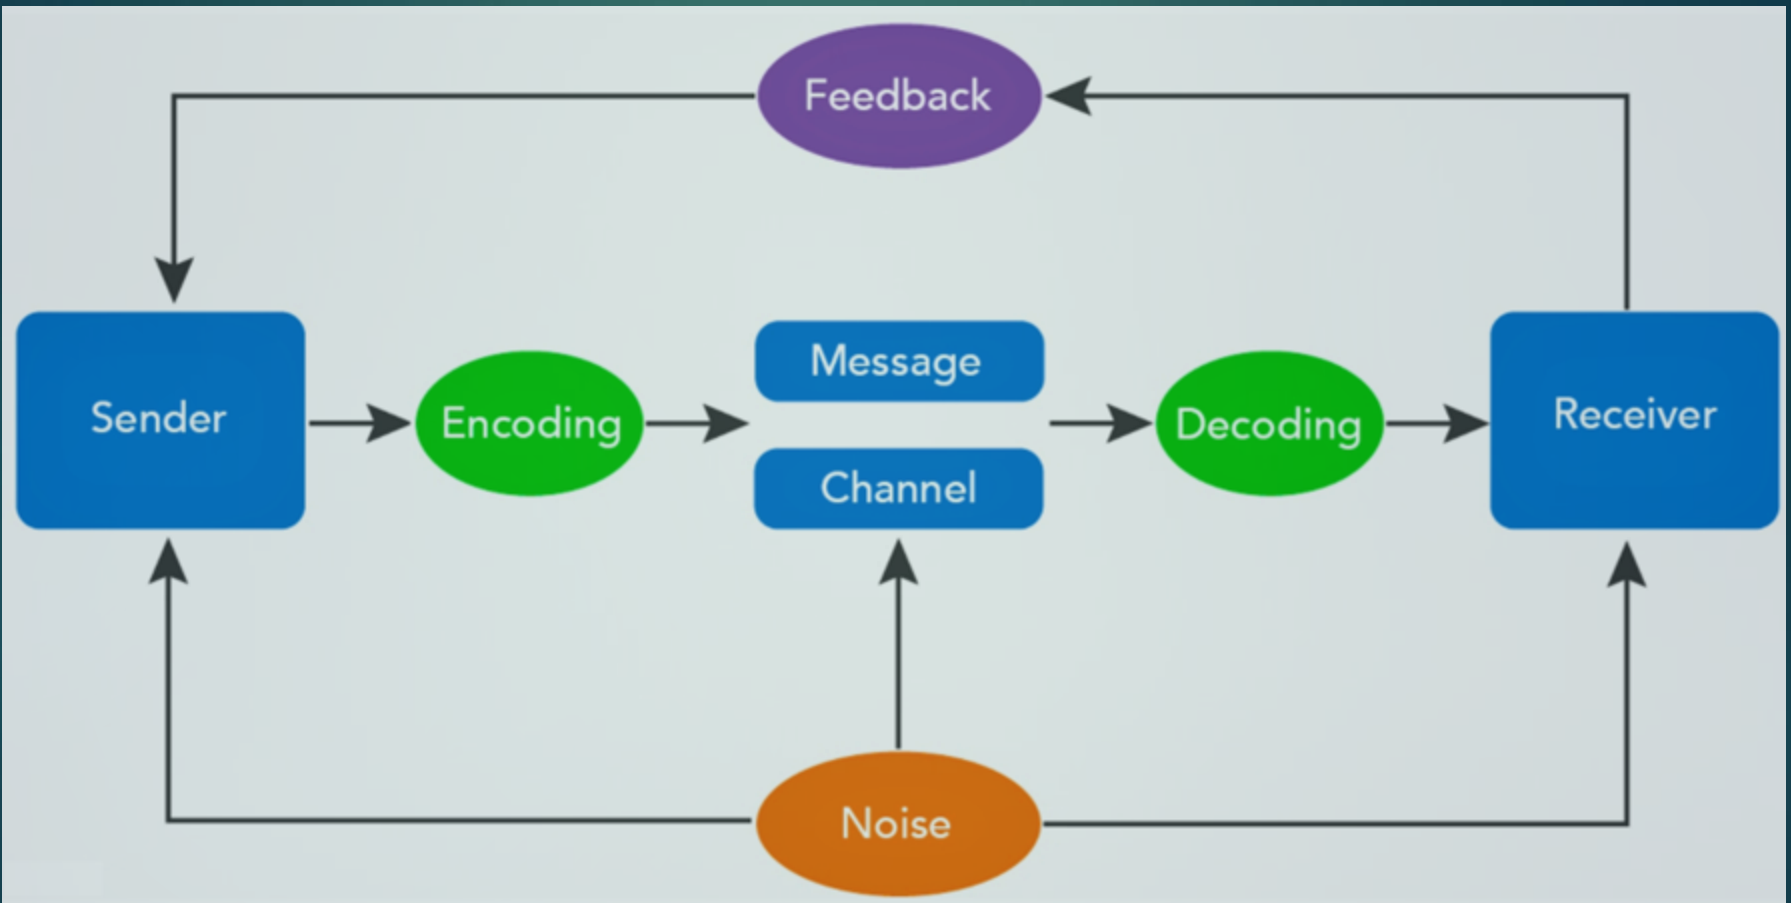 Feedback
Sender
Encoding
Message
Channel
Decoding
Receiver
Noise